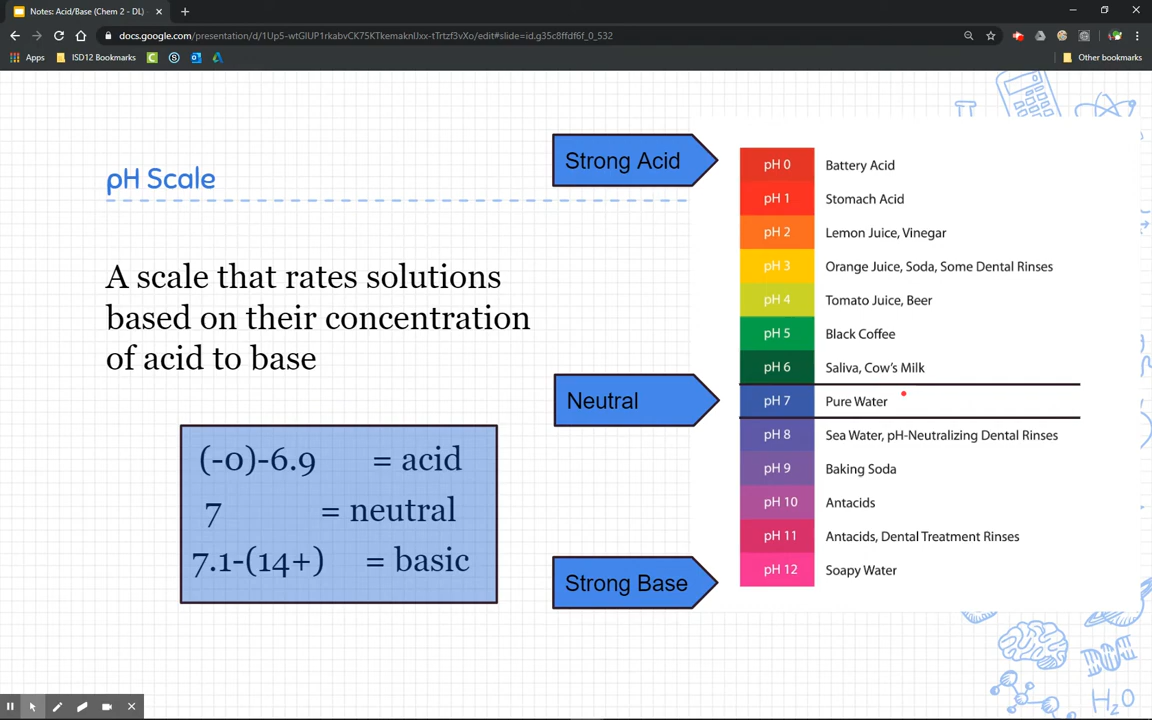 Notes: Acid/Base (Chem 2 - DL)
docs.google.com/presentation/d/1Up5-wtGlUP1rkabvCK75KTkemaknlJxx-tTrtzf3vXo/edit#slide=id.g35c8ffdf6f_0_532
Apps
ISD12 Bookmarks
Other bookmarks
pH Scale
A scale that rates solutions
based on their concentration
of acid to base
(-0)-6.9 = acid
7 = neutral
7.1-(14+) = basic
Strong Acid
Neutral
Strong Base
pH 0 Battery Acid
pH 1 Stomach Acid
pH 2 Lemon Juice, Vinegar
pH 3 Orange Juice, Soda, Some Dental Rinses
pH 4 Tomato Juice, Beer
pH 5 Black Coffee
pH 6 Saliva, Cow's Milk
pH 7 Pure Water
pH 8 Sea Water, pH-Neutralizing Dental Rinses
pH 9 Baking Soda
pH 10 Antacids
pH 11 Antacids, Dental Treatment Rinses
pH 12 Soapy Water
H₂O